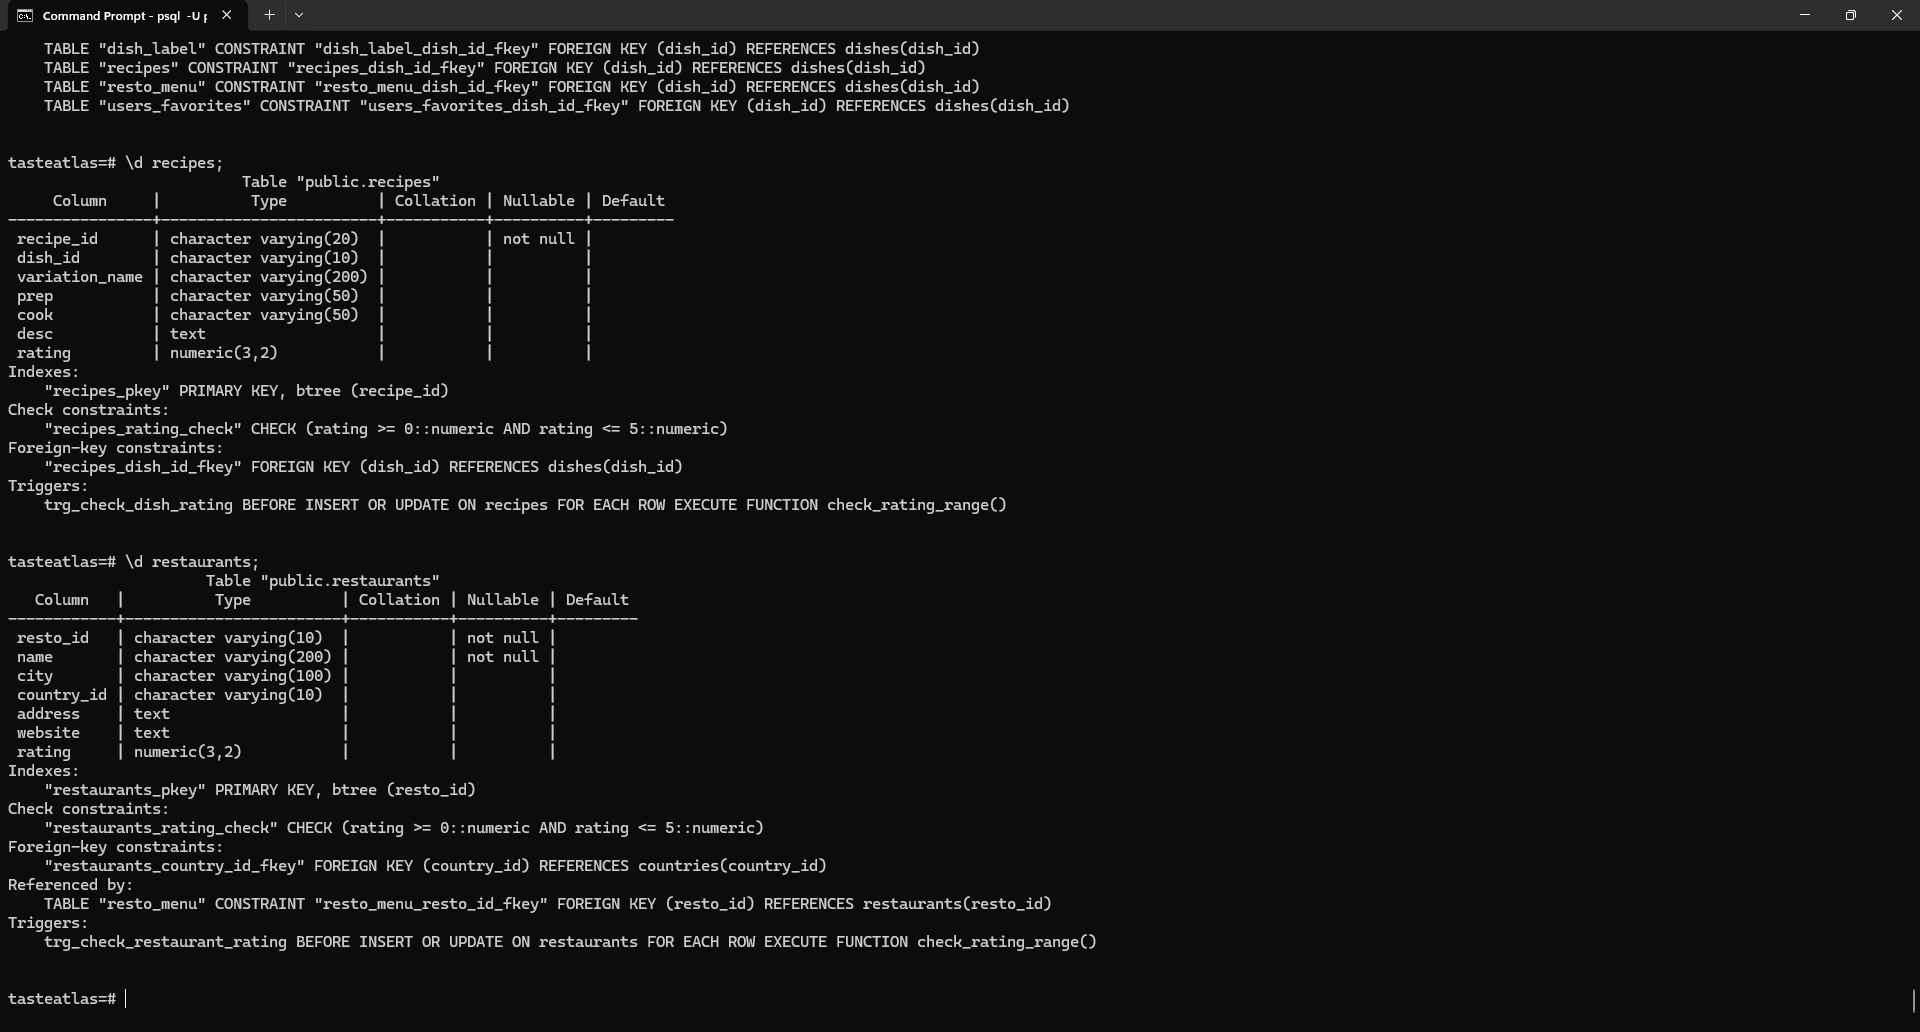 Command Prompt - psql  -U p
    TABLE "dish_label" CONSTRAINT "dish_label_dish_id_fkey" FOREIGN KEY (dish_id) REFERENCES dishes(dish_id)
    TABLE "recipes" CONSTRAINT "recipes_dish_id_fkey" FOREIGN KEY (dish_id) REFERENCES dishes(dish_id)
    TABLE "resto_menu" CONSTRAINT "resto_menu_dish_id_fkey" FOREIGN KEY (dish_id) REFERENCES dishes(dish_id)
    TABLE "users_favorites" CONSTRAINT "users_favorites_dish_id_fkey" FOREIGN KEY (dish_id) REFERENCES dishes(dish_id)
tasteatlas=# \d recipes;
                          Table "public.recipes"
     Column     |          Type          | Collation | Nullable | Default
----------------+------------------------+-----------+----------+---------
 recipe_id      | character varying(20)  |           | not null |
 dish_id        | character varying(10)  |           |          |
 variation_name | character varying(200) |           |          |
 prep           | character varying(50)  |           |          |
 cook           | character varying(50)  |           |          |
 desc           | text                   |           |          |
 rating         | numeric(3,2)           |           |          |
Indexes:
    "recipes_pkey" PRIMARY KEY, btree (recipe_id)
Check constraints:
    "recipes_rating_check" CHECK (rating >= 0::numeric AND rating <= 5::numeric)
Foreign-key constraints:
    "recipes_dish_id_fkey" FOREIGN KEY (dish_id) REFERENCES dishes(dish_id)
Triggers:
    trg_check_dish_rating BEFORE INSERT OR UPDATE ON recipes FOR EACH ROW EXECUTE FUNCTION check_rating_range()
tasteatlas=# \d restaurants;
                      Table "public.restaurants"
   Column   |          Type          | Collation | Nullable | Default
------------+------------------------+-----------+----------+---------
 resto_id   | character varying(10)  |           | not null |
 name       | character varying(200) |           | not null |
 city       | character varying(100) |           |          |
 country_id | character varying(10)  |           |          |
 address    | text                   |           |          |
 website    | text                   |           |          |
 rating     | numeric(3,2)           |           |          |
Indexes:
    "restaurants_pkey" PRIMARY KEY, btree (resto_id)
Check constraints:
    "restaurants_rating_check" CHECK (rating >= 0::numeric AND rating <= 5::numeric)
Foreign-key constraints:
    "restaurants_country_id_fkey" FOREIGN KEY (country_id) REFERENCES countries(country_id)
Referenced by:
    TABLE "resto_menu" CONSTRAINT "resto_menu_resto_id_fkey" FOREIGN KEY (resto_id) REFERENCES restaurants(resto_id)
Triggers:
    trg_check_restaurant_rating BEFORE INSERT OR UPDATE ON restaurants FOR EACH ROW EXECUTE FUNCTION check_rating_range()
tasteatlas=#